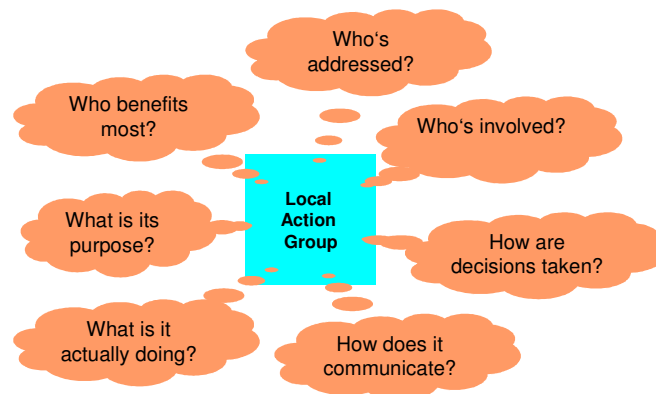 Who‘s
addressed?
Who benefits
most?
Who's involved?
Local
Action
Group
What is its
purpose?
How are
decisions taken?
What is it
actually doing?
How does it
communicate?